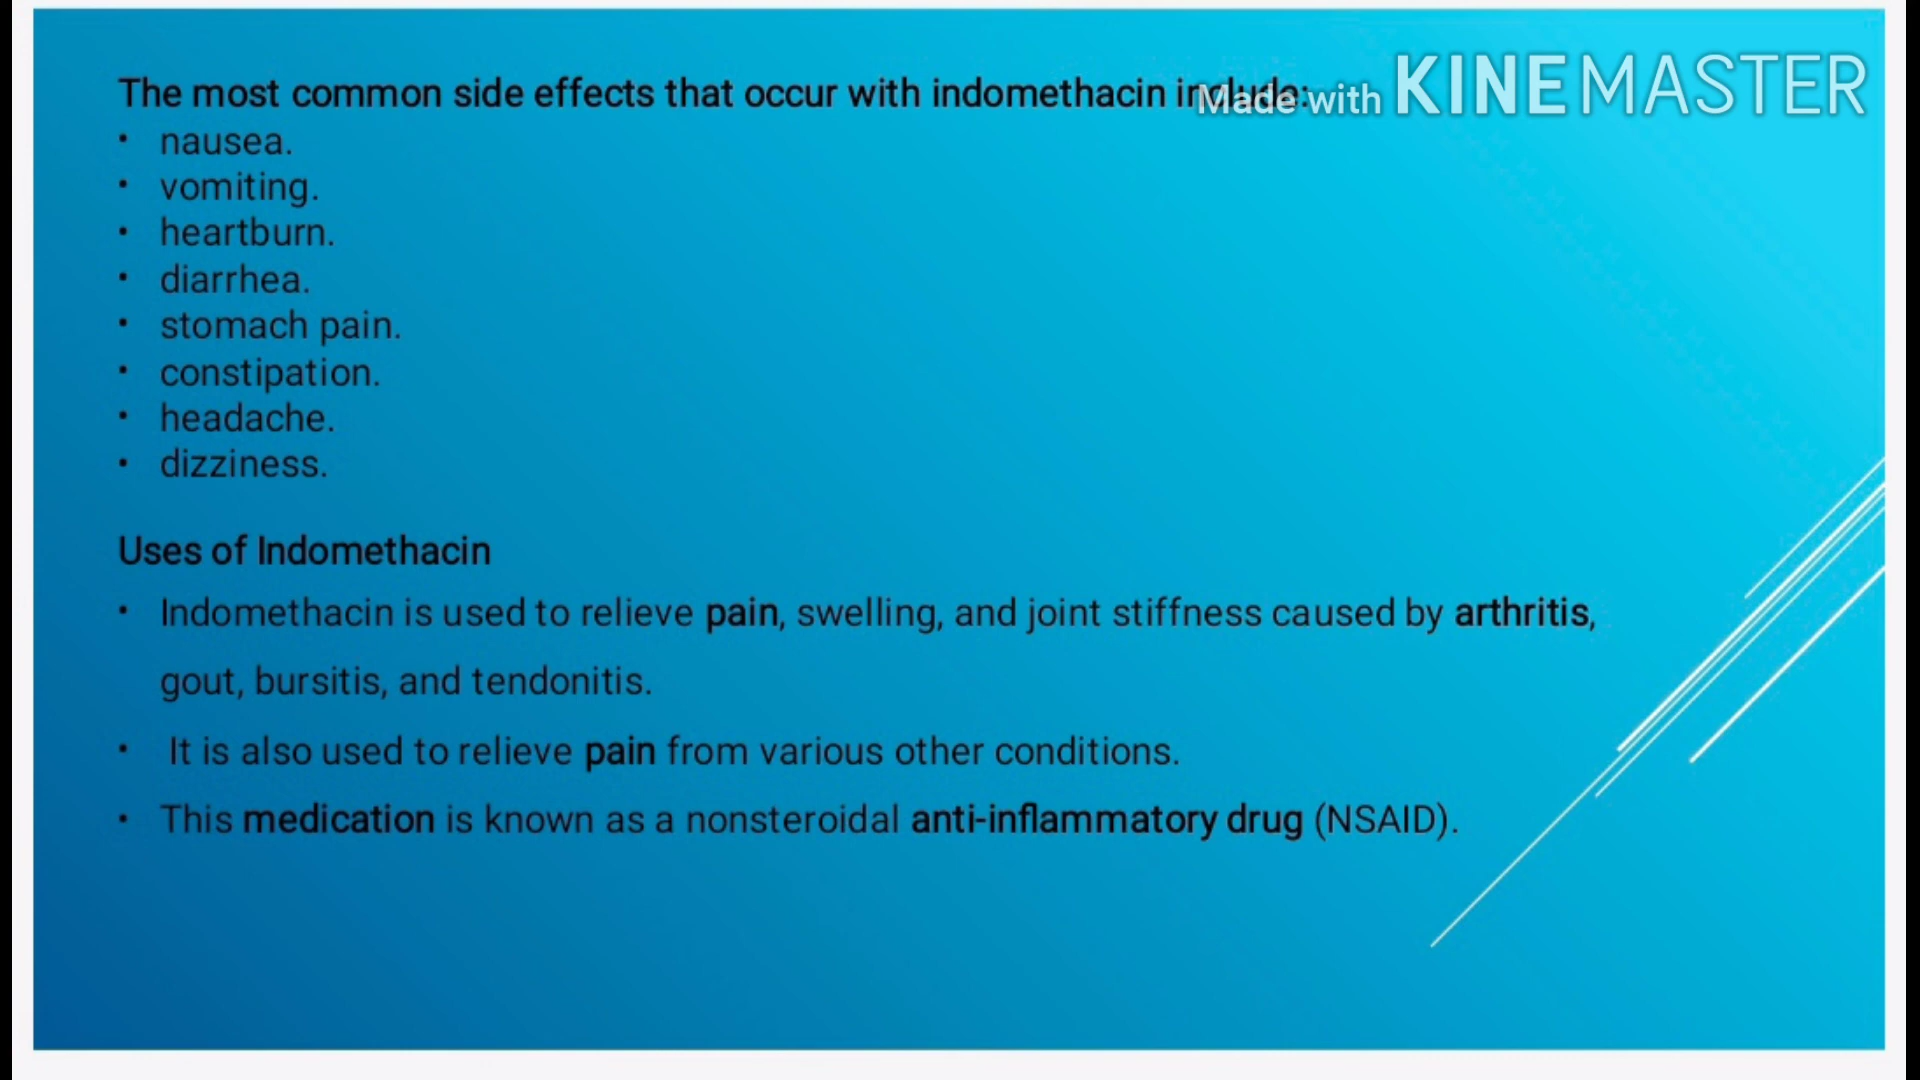 The most common side effects that occur with indomethacin include:
Made with KINEMASTER
• nausea.
• vomiting.
• heartburn.
• diarrhea.
• stomach pain.
• constipation.
• headache.
• dizziness.
Uses of Indomethacin
• Indomethacin is used to relieve pain, swelling, and joint stiffness caused by arthritis,
gout, bursitis, and tendonitis.
• It is also used to relieve pain from various other conditions.
• This medication is known as a nonsteroidal anti-inflammatory drug (NSAID).